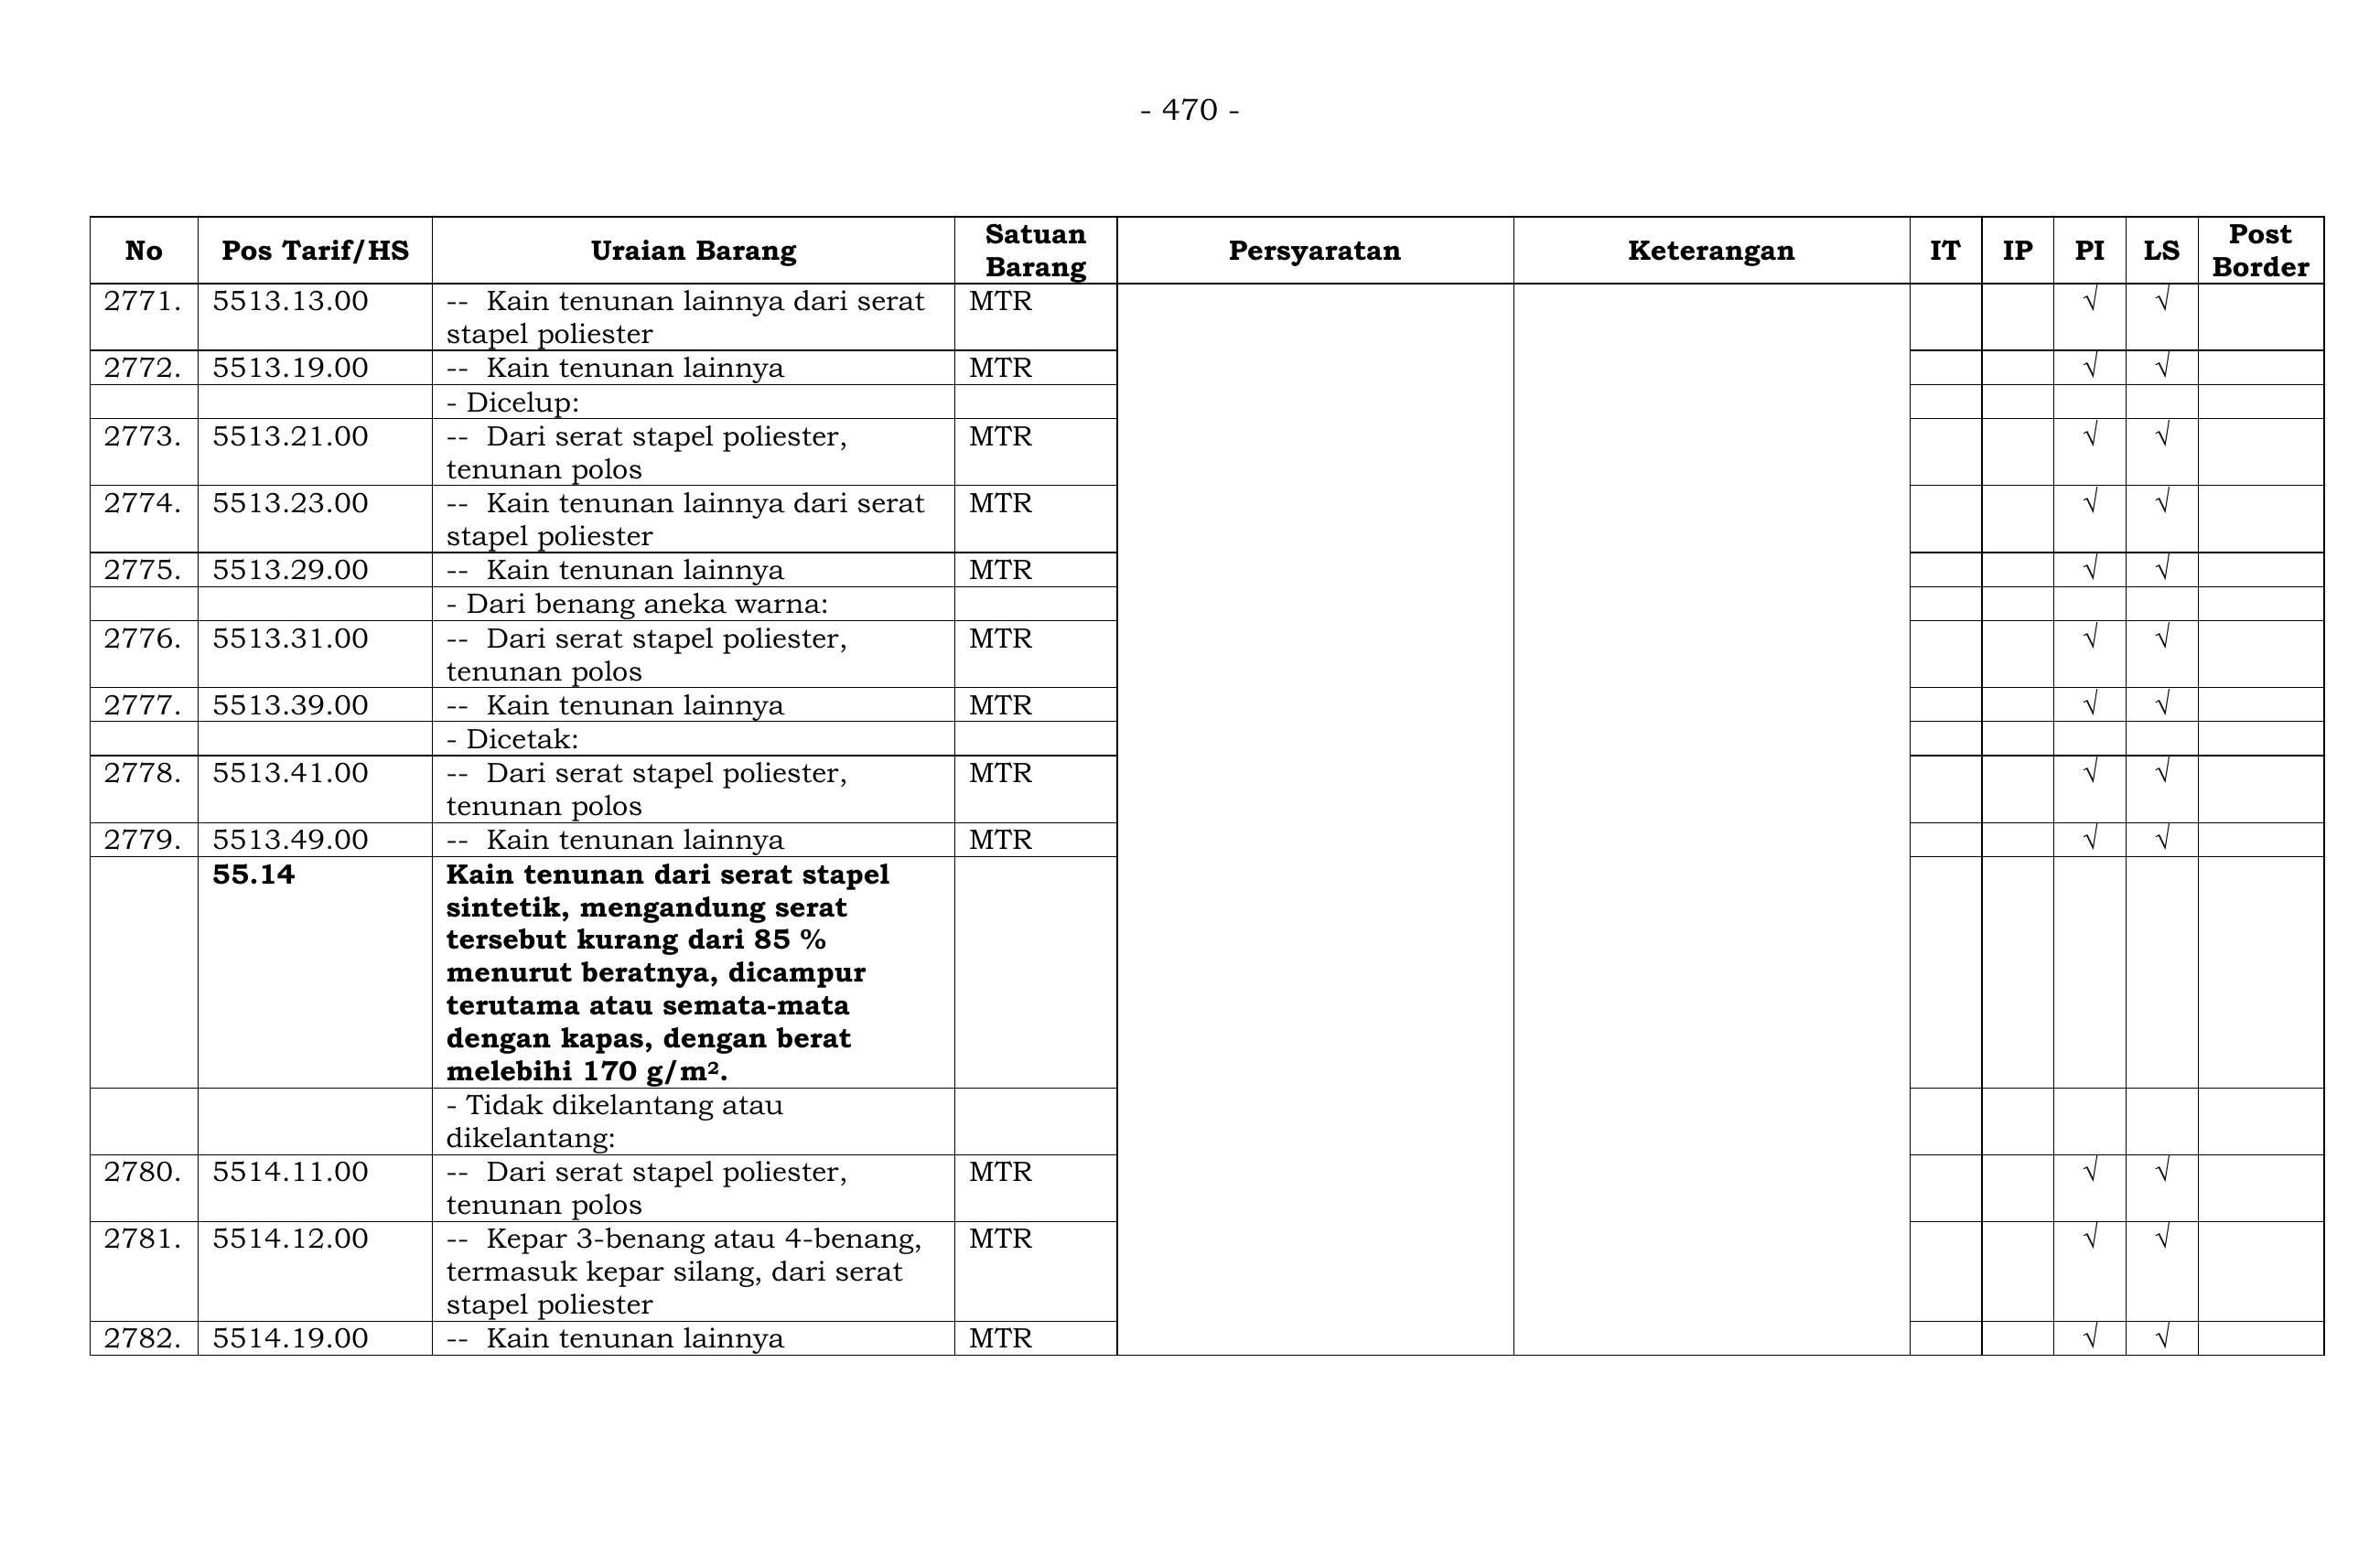 - 470 -
No Pos Tarif/HS Uraian Barang Satuan Barang Persyaratan Keterangan IT IP PI LS Post Border
2771. 5513.13.00 -- Kain tenunan lainnya dari serat MTR √ √
stapel poliester
2772. 5513.19.00 -- Kain tenunan lainnya MTR √ √
- Dicelup:
2773. 5513.21.00 -- Dari serat stapel poliester, MTR √ √
tenunan polos
2774. 5513.23.00 -- Kain tenunan lainnya dari serat MTR √ √
stapel poliester
2775. 5513.29.00 -- Kain tenunan lainnya MTR √ √
- Dari benang aneka warna:
2776. 5513.31.00 -- Dari serat stapel poliester, MTR √ √
tenunan polos
2777. 5513.39.00 -- Kain tenunan lainnya MTR √ √
- Dicetak:
2778. 5513.41.00 -- Dari serat stapel poliester, MTR √ √
tenunan polos
2779. 5513.49.00 -- Kain tenunan lainnya MTR √ √
55.14 Kain tenunan dari serat stapel
sintetik, mengandung serat
tersebut kurang dari 85 %
menurut beratnya, dicampur
terutama atau semata-mata
dengan kapas, dengan berat
melebihi 170 g/m².
- Tidak dikelantang atau
dikelantang:
2780. 5514.11.00 -- Dari serat stapel poliester, MTR √ √
tenunan polos
2781. 5514.12.00 -- Kepar 3-benang atau 4-benang, MTR √ √
termasuk kepar silang, dari serat
stapel poliester
2782. 5514.19.00 -- Kain tenunan lainnya MTR √ √